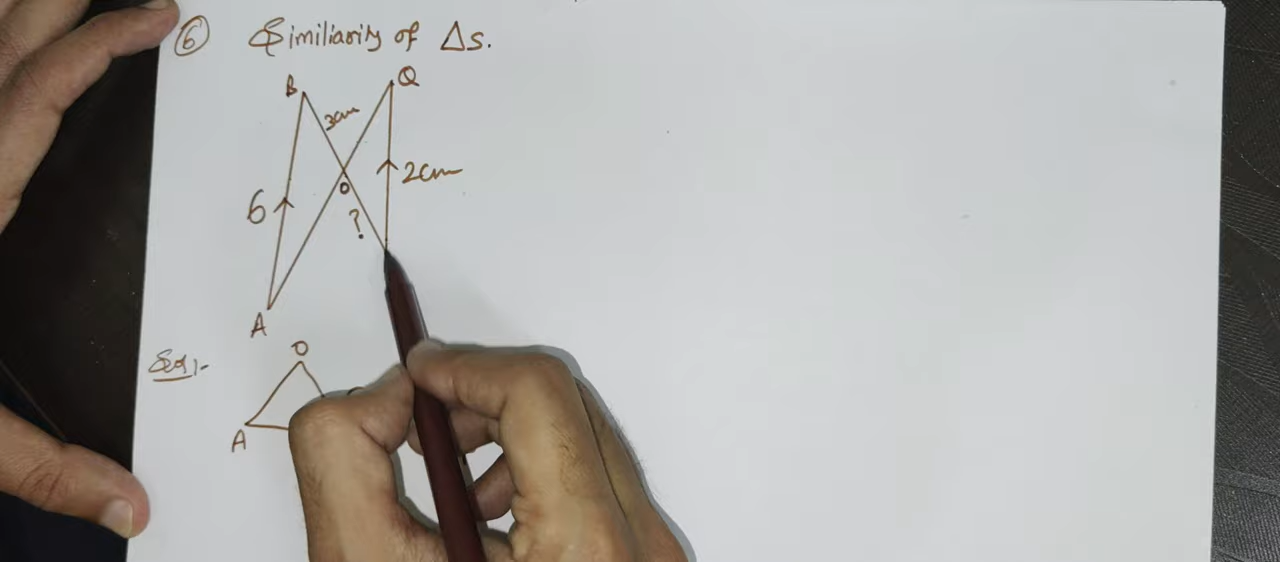 ⑥ Similiarity of Δs.
B
Q
3cm
2cm
O
6
?
A
Sol:-
O
A